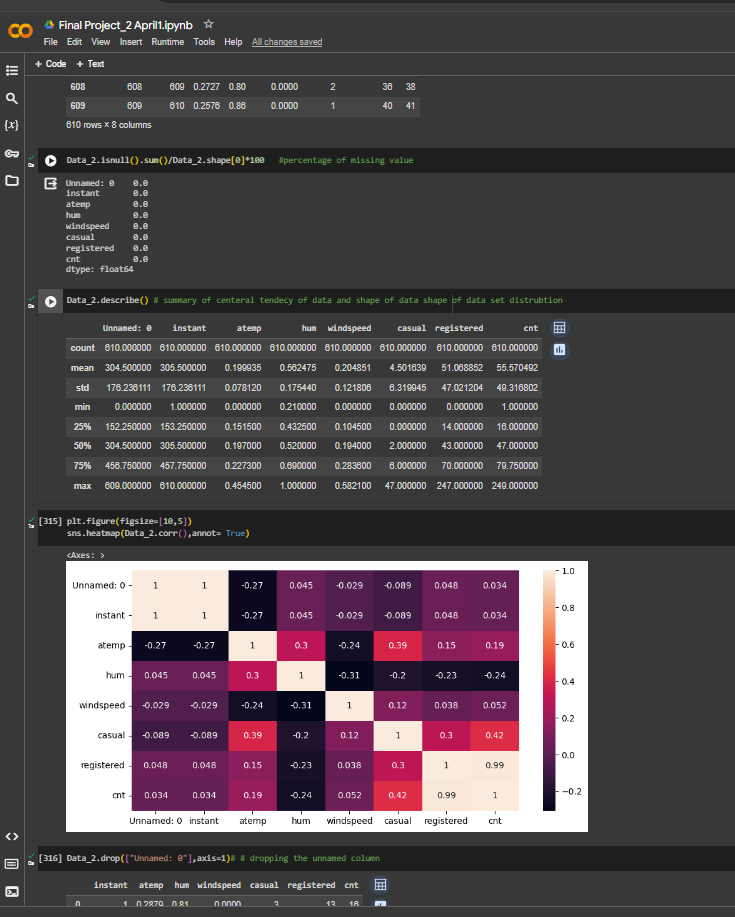 Final Project_2 April1.ipynb
File Edit View Insert Runtime Tools Help All changes saved
+ Code + Text
608 608 609 0.2727 0.80 0.0000 2 36 38
609 609 610 0.2576 0.86 0.0000 1 40 41
610 rows × 8 columns
{x}
Data_2.isnull().sum()/Data_2.shape[0]*100 #percentage of missing value
Unnamed: 0 0.0
instant 0.0
atemp 0.0
hum 0.0
windspeed 0.0
casual 0.0
registered 0.0
cnt 0.0
dtype: float64
Data_2.describe() # summary of centeral tendecy of data and shape of data shape of data set distrubtion
Unnamed: 0 instant atemp hum windspeed casual registered cnt
count 610.000000 610.000000 610.000000 610.000000 610.000000 610.000000 610.000000 610.000000
mean 304.500000 305.500000 0.199935 0.562475 0.204851 4.501639 51.068852 55.570492
std 176.236111 176.236111 0.078120 0.175440 0.121806 6.319945 47.021204 49.316802
min 0.000000 1.000000 0.000000 0.210000 0.000000 0.000000 0.000000 1.000000
25% 152.250000 153.250000 0.151500 0.432500 0.104500 0.000000 14.000000 16.000000
50% 304.500000 305.500000 0.197000 0.520000 0.194000 2.000000 43.000000 47.000000
75% 456.750000 457.750000 0.227300 0.690000 0.283600 6.000000 70.000000 79.750000
max 609.000000 610.000000 0.454500 1.000000 0.582100 47.000000 247.000000 249.000000
[315] plt.figure(figsize=[10,5])
sns.heatmap(Data_2.corr(),annot= True)
<Axes: >
Unnamed: 0 1 1 -0.27 0.045 -0.029 -0.089 0.048 0.034
instant 1 1 -0.27 0.045 -0.029 -0.089 0.048 0.034
atemp -0.27 -0.27 1 0.3 -0.24 0.39 0.15 0.19
hum 0.045 0.045 0.3 1 -0.31 -0.2 -0.23 -0.24
windspeed -0.029 -0.029 -0.24 -0.31 1 0.12 0.038 0.052
casual -0.089 -0.089 0.39 -0.2 0.12 1 0.3 0.42
registered 0.048 0.048 0.15 -0.23 0.038 0.3 1 0.99
cnt 0.034 0.034 0.19 -0.24 0.052 0.42 0.99 1
Unnamed: 0 instant atemp hum windspeed casual registered cnt
1.0
0.8
0.6
0.4
0.2
0.0
-0.2
[316] Data_2.drop(["Unnamed: 0"],axis=1)# # dropping the unnamed column
instant atemp hum windspeed casual registered cnt
0 1 0.2879 0.81 0.0000 3 13 16